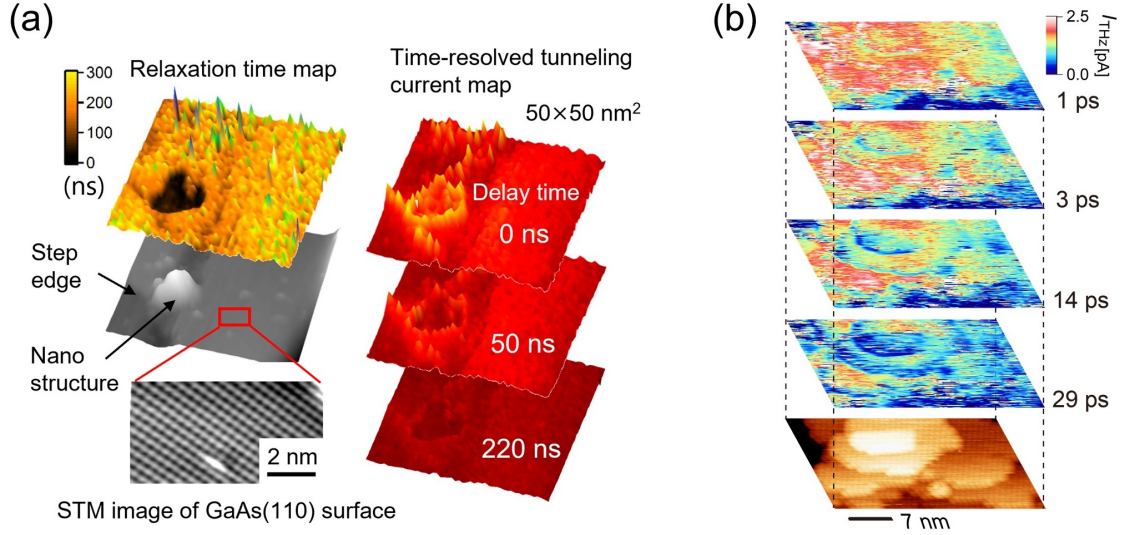 (a)
Relaxation time map
300
200
100
0
(ns)
Step
edge
Nano
structure
2 nm
STM image of GaAs(110) surface
Time-resolved tunneling
current map
50×50 nm²
Delay time
0 ns
50 ns
220 ns
(b)
2.5
0.0
I_THz [pA]
1 ps
3 ps
14 ps
29 ps
7 nm